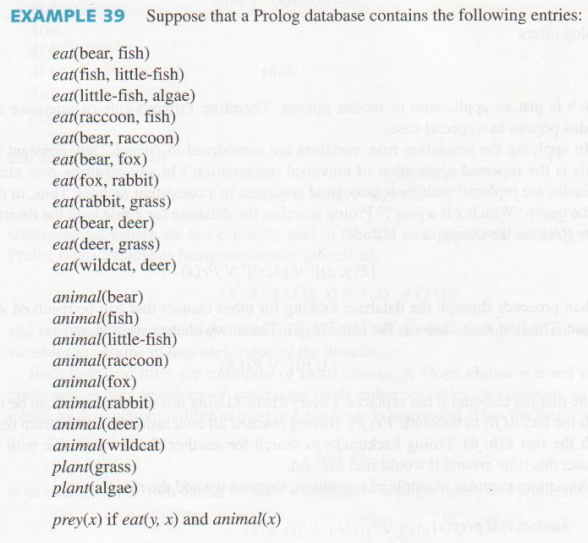 EXAMPLE 39 Suppose that a Prolog database contains the following entries:
eat(bear, fish)
eat(fish, little-fish)
eat(little-fish, algae)
eat(raccoon, fish)
eat(bear, raccoon)
eat(bear, fox)
eat(fox, rabbit)
eat(rabbit, grass)
eat(bear, deer)
eat(deer, grass)
eat(wildcat, deer)
animal(bear)
animal(fish)
animal(little-fish)
animal(raccoon)
animal(fox)
animal(rabbit)
animal(deer)
animal(wildcat)
plant(grass)
plant(algae)
prey(x) if eat(y, x) and animal(x)